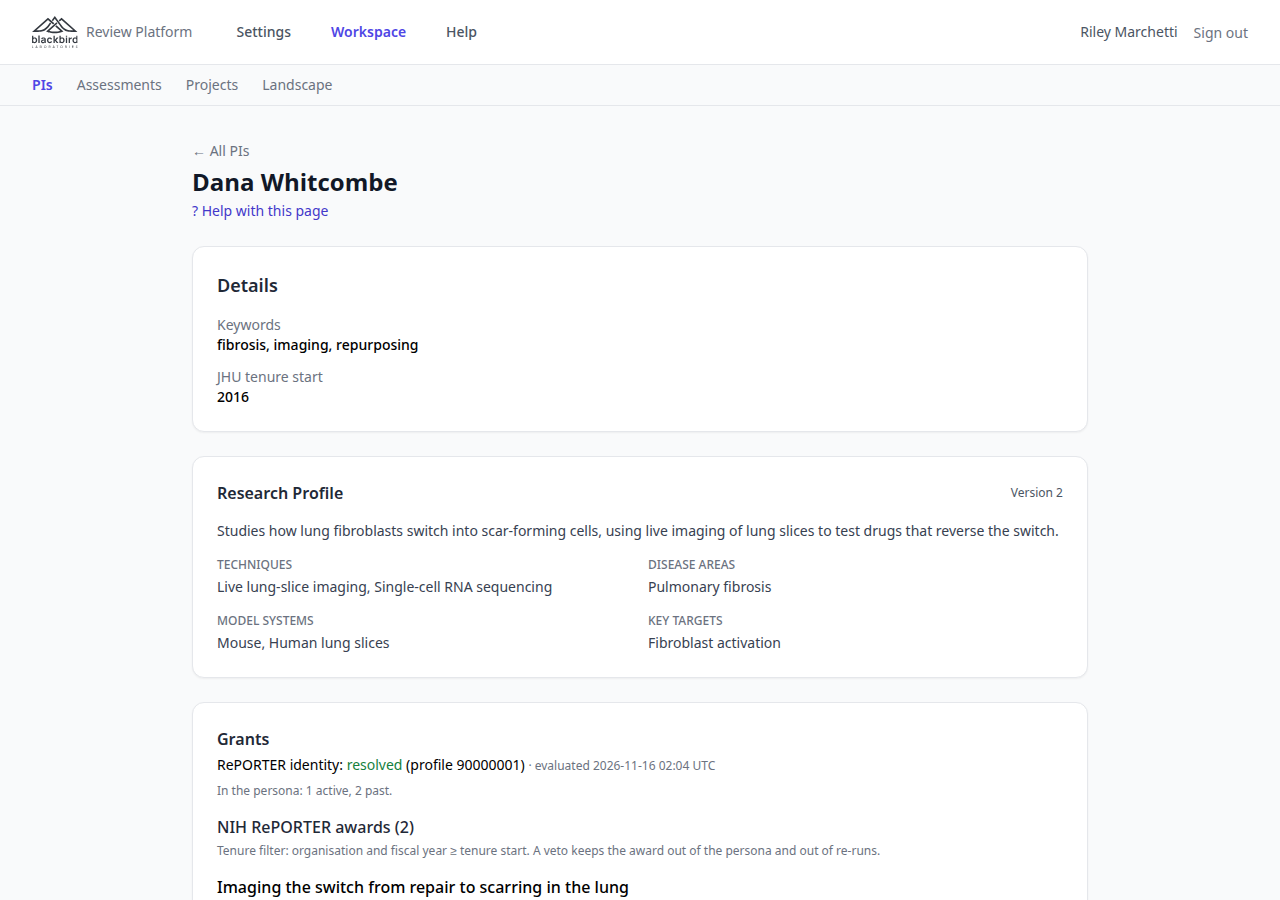 blackbird
LABORATORIES
Review Platform
Settings
Workspace
Help
Riley Marchetti
Sign out
PIs
Assessments
Projects
Landscape
← All PIs
Dana Whitcombe
? Help with this page
Details
Keywords
fibrosis, imaging, repurposing
JHU tenure start
2016
Research Profile
Version 2
Studies how lung fibroblasts switch into scar-forming cells, using live imaging of lung slices to test drugs that reverse the switch.
TECHNIQUES
Live lung-slice imaging, Single-cell RNA sequencing
DISEASE AREAS
Pulmonary fibrosis
MODEL SYSTEMS
Mouse, Human lung slices
KEY TARGETS
Fibroblast activation
Grants
RePORTER identity: resolved (profile 90000001) · evaluated 2026-11-16 02:04 UTC
In the persona: 1 active, 2 past.
NIH RePORTER awards (2)
Tenure filter: organisation and fiscal year ≥ tenure start. A veto keeps the award out of the persona and out of re-runs.
Imaging the switch from repair to scarring in the lung